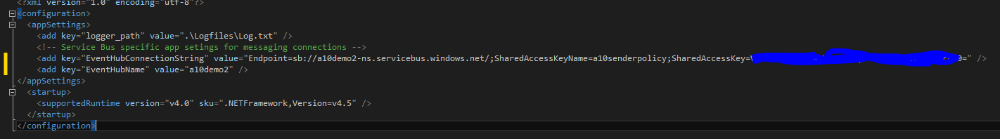 <?xml version="1.0" encoding="utf-8"?>
<configuration>
<appSettings>
<add key="logger_path" value=".\Logfiles\Log.txt" />
<!-- Service Bus specific app setings for messaging connections -->
<add key="EventHubConnectionString" value="Endpoint=sb://a10demo2-ns.servicebus.windows.net/;SharedAccessKeyName=a10senderpolicy;SharedAccessKey= =" />
<add key="EventHubName" value="a10demo2" />
</appSettings>
<startup>
<supportedRuntime version="v4.0" sku=".NETFramework,Version=v4.5" />
</startup>
</configuration>